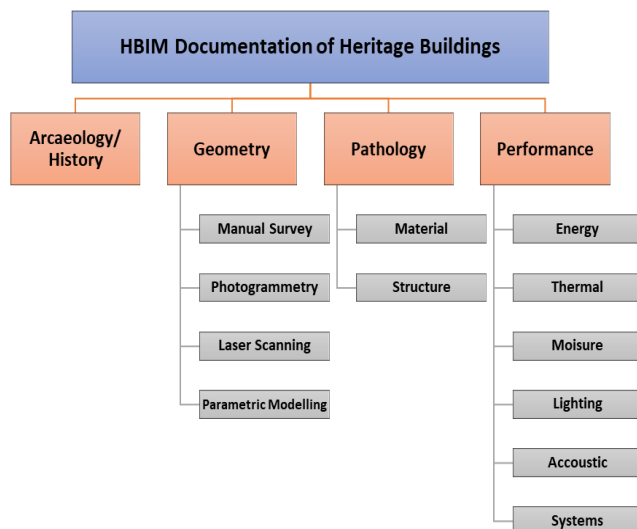 HBIM Documentation of Heritage Buildings
Arcaeology/
History
Geometry
Pathology
Performance
Manual Survey
Photogrammetry
Laser Scanning
Parametric Modelling
Material
Structure
Energy
Thermal
Moisure
Lighting
Accoustic
Systems